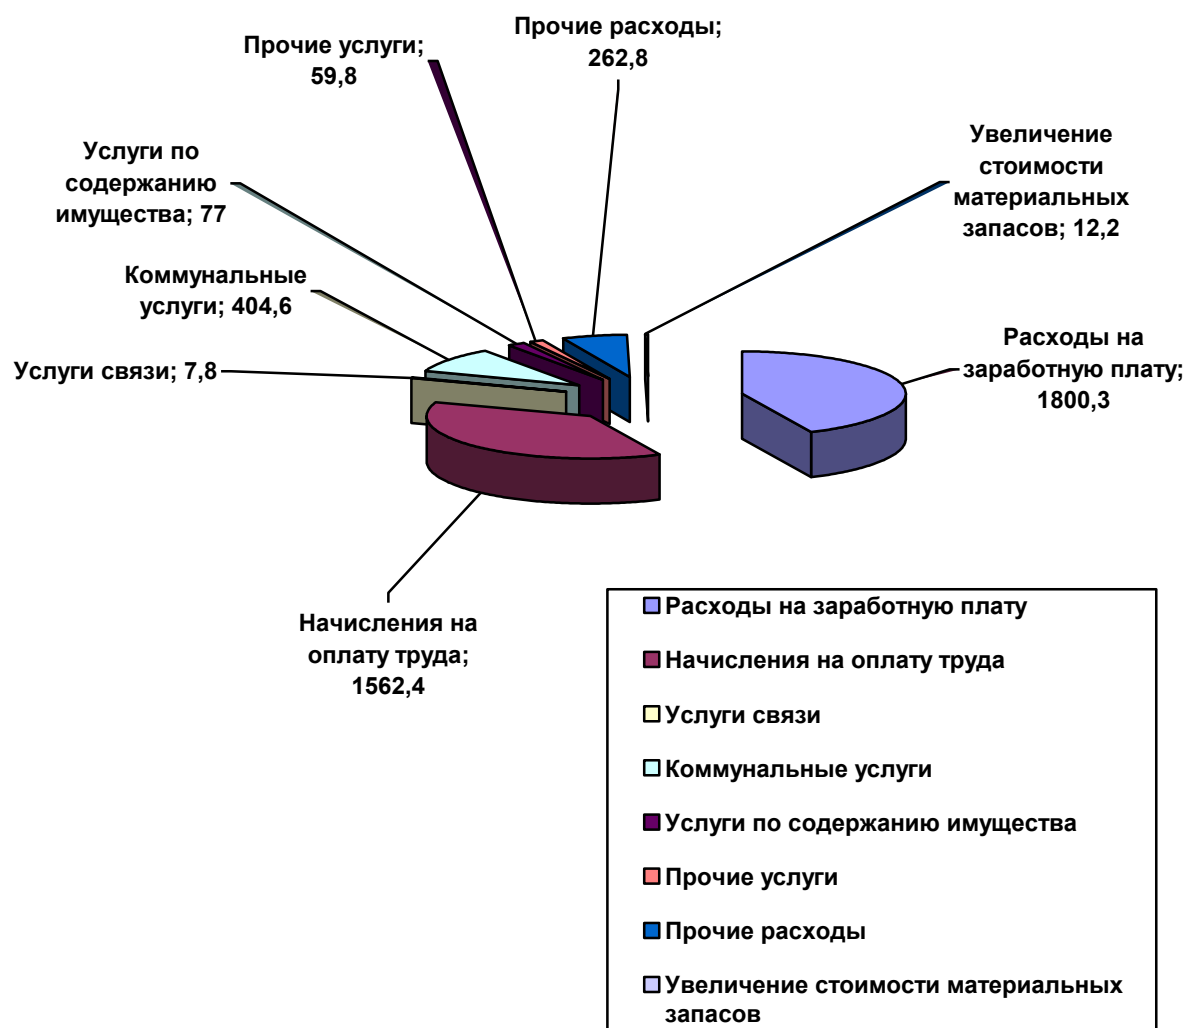 Прочие расходы;
262,8
Прочие услуги;
59,8
Увеличение
стоимости
материальных
запасов; 12,2
Услуги по
содержанию
имущества; 77
Коммунальные
услуги; 404,6
Услуги связи; 7,8
Расходы на
заработную плату;
1800,3
Начисления на
оплату труда;
1562,4
Расходы на заработную плату
Начисления на оплату труда
Услуги связи
Коммунальные услуги
Услуги по содержанию имущества
Прочие услуги
Прочие расходы
Увеличение стоимости материальных
запасов